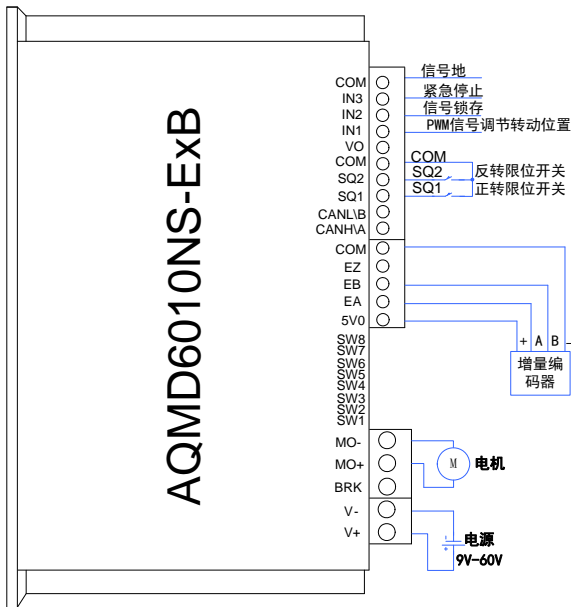 AQMD6010NS-ExB
COM 信号地
IN3 紧急停止
IN2 信号锁存
IN1 PWM信号调节转动位置
VO
COM COM
SQ2 SQ2 反转限位开关
SQ1 SQ1 正转限位开关
CANL\B
CANH\A
COM
EZ
EB
EA
5V0
+ A B -
增量编
码器
SW8
SW7
SW6
SW5
SW4
SW3
SW2
SW1
MO-
MO+ M 电机
BRK
V-
V+ - + 电源
9V-60V